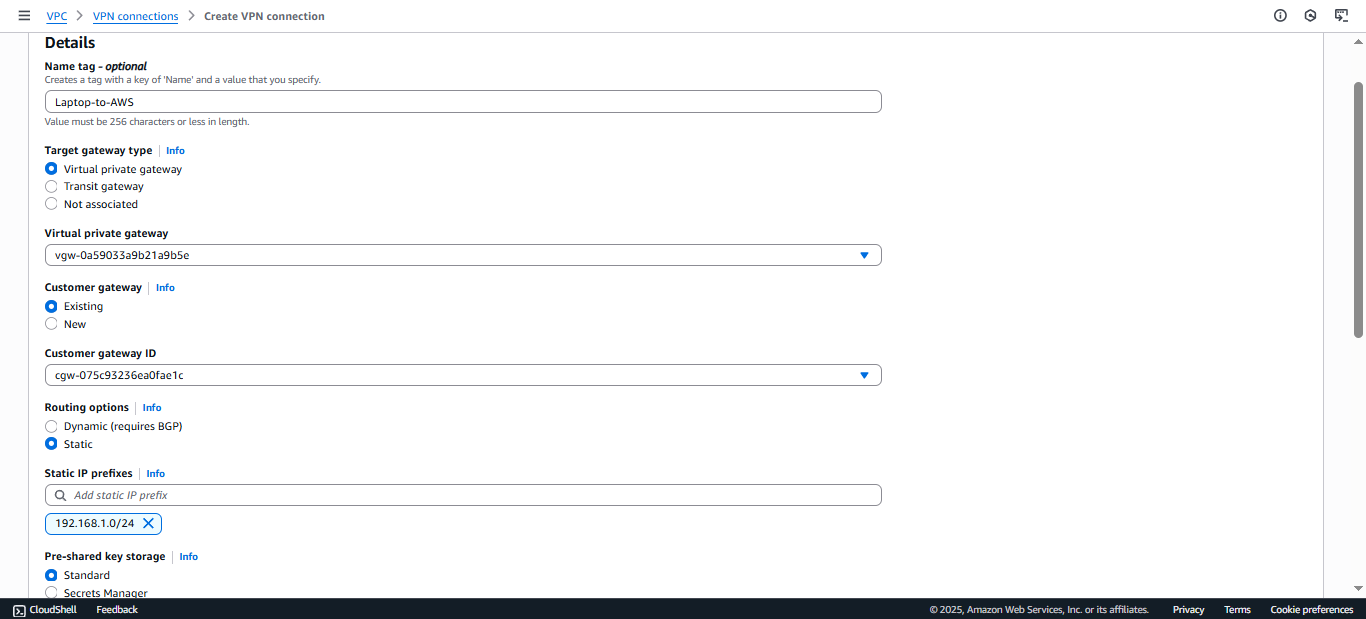 VPC > VPN connections > Create VPN connection
Details
Name tag - optional
Creates a tag with a key of 'Name' and a value that you specify.
Laptop-to-AWS
Value must be 256 characters or less in length.
Target gateway type Info
Virtual private gateway
Transit gateway
Not associated
Virtual private gateway
vgw-0a59033a9b21a9b5e
Customer gateway Info
Existing
New
Customer gateway ID
cgw-075c93236ea0fae1c
Routing options Info
Dynamic (requires BGP)
Static
Static IP prefixes Info
Add static IP prefix
192.168.1.0/24
Pre-shared key storage Info
Standard
Secrets Manager
CloudShell Feedback © 2025, Amazon Web Services, Inc. or its affiliates. Privacy Terms Cookie preferences